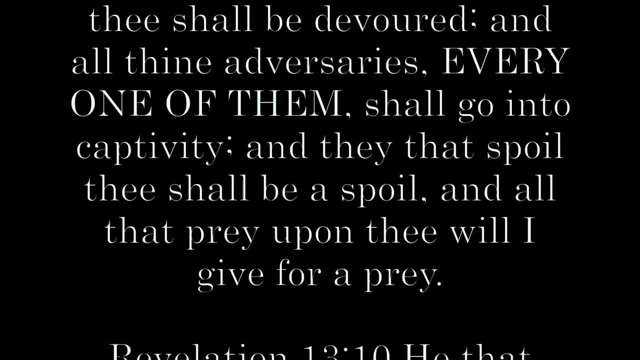 thee shall be devoured; and
all thine adversaries, EVERY
ONE OF THEM, shall go into
captivity; and they that spoil
thee shall be a spoil, and all
that prey upon thee will I
give for a prey.
Revelation 13:10 He that